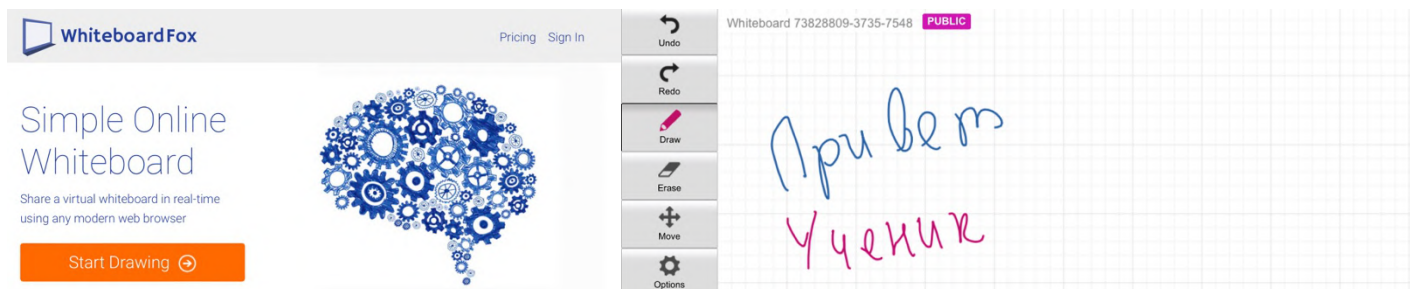 WhiteboardFox
Pricing Sign In
Simple Online
Whiteboard
Share a virtual whiteboard in real-time
using any modern web browser
Start Drawing
Undo
Redo
Draw
Erase
Move
Options
Whiteboard 73828809-3735-7548 PUBLIC
Привет
Ученик